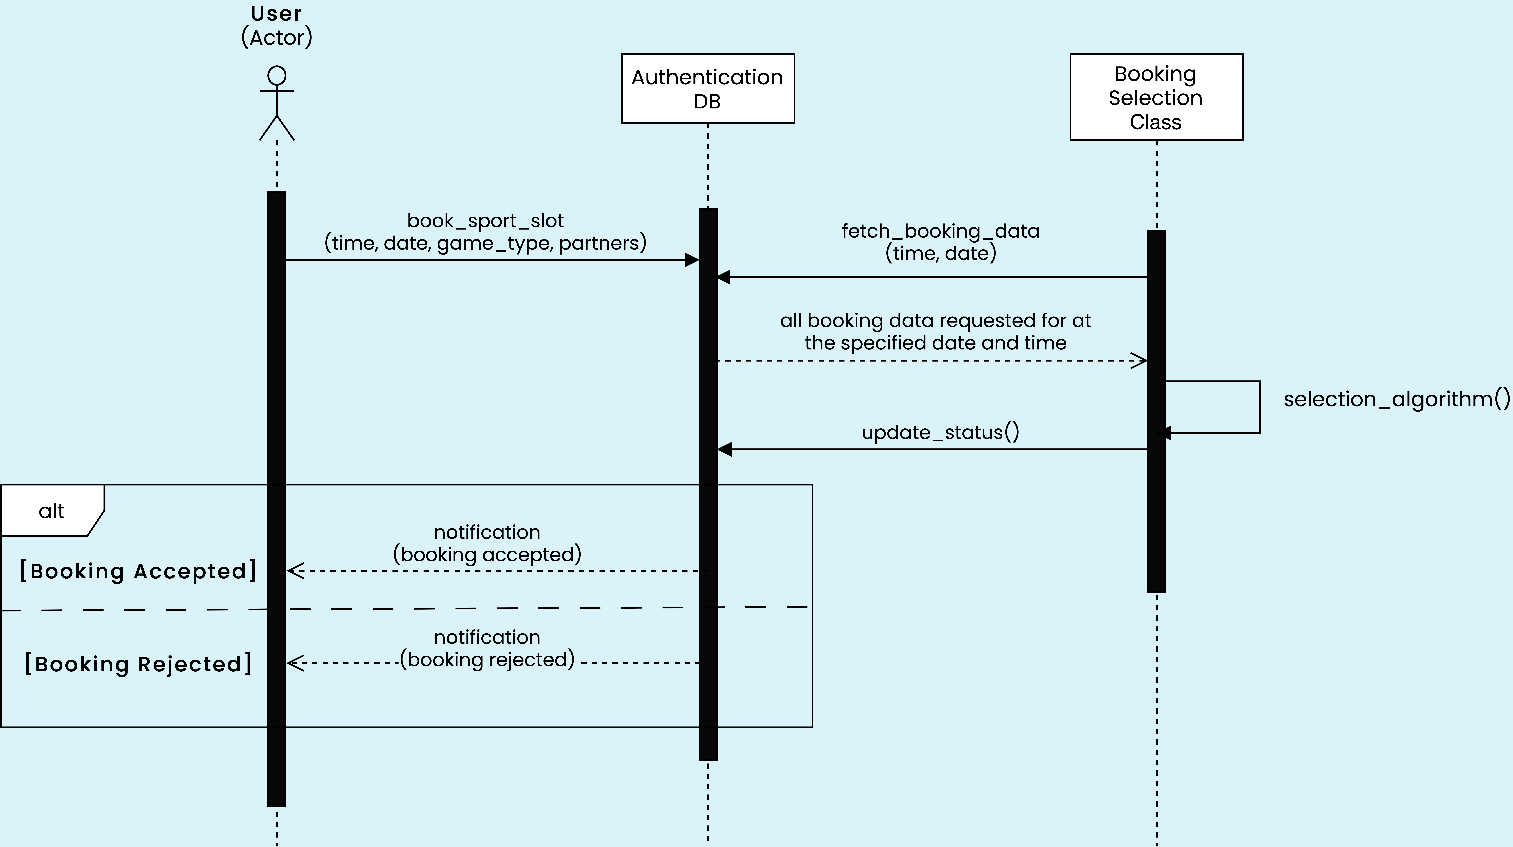 User
(Actor)
Authentication
DB
Booking
Selection
Class
book_sport_slot
(time, date, game_type, partners)
fetch_booking_data
(time, date)
all booking data requested for at
the specified date and time
selection_algorithm()
update_status()
alt
notification
(booking accepted)
[Booking Accepted]
notification
(booking rejected)
[Booking Rejected]